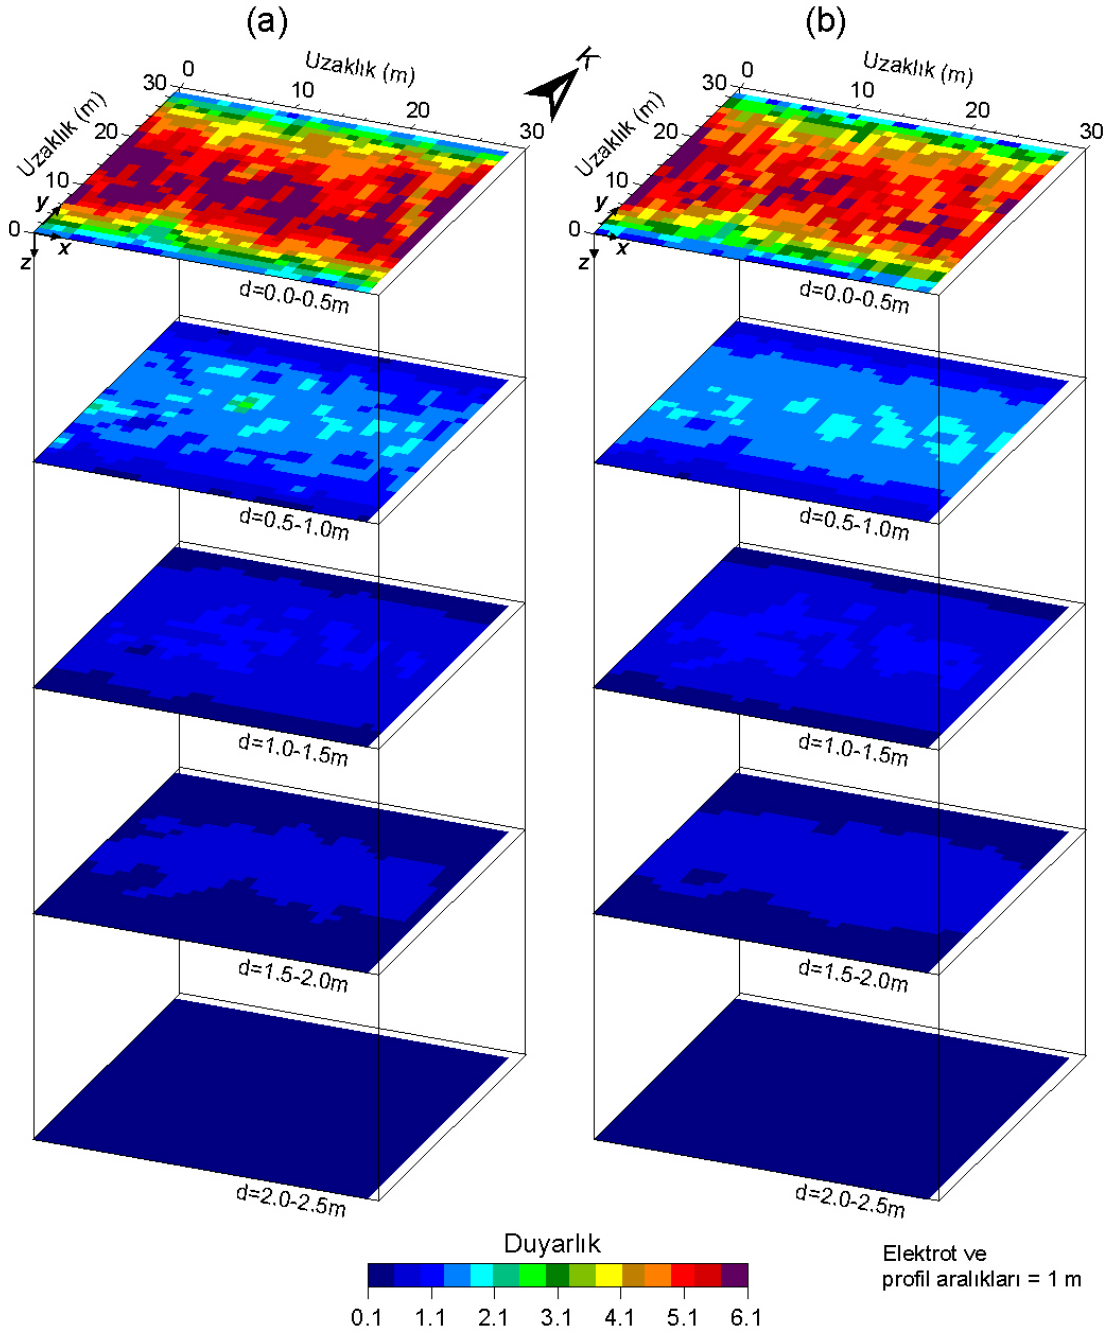 (a)
(b)
K
Uzaklık (m)
0
10
20
30
Uzaklık (m)
30
20
10
0
y
x
z
d=0.0-0.5m
d=0.5-1.0m
d=1.0-1.5m
d=1.5-2.0m
d=2.0-2.5m
Uzaklık (m)
0
10
20
30
Uzaklık (m)
30
20
10
0
y
x
z
d=0.0-0.5m
d=0.5-1.0m
d=1.0-1.5m
d=1.5-2.0m
d=2.0-2.5m
Duyarlık
0.1 1.1 2.1 3.1 4.1 5.1 6.1
Elektrot ve
profil aralıkları = 1 m